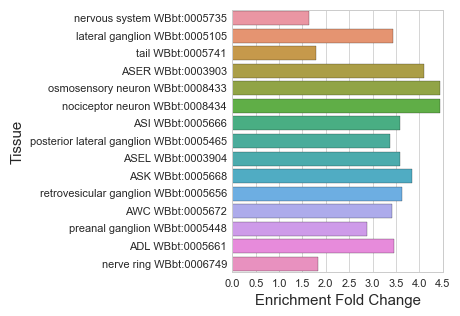 nervous system WBbt:0005735
lateral ganglion WBbt:0005105
tail WBbt:0005741
ASER WBbt:0003903
osmosensory neuron WBbt:0008433
nociceptor neuron WBbt:0008434
ASI WBbt:0005666
posterior lateral ganglion WBbt:0005465
ASEL WBbt:0003904
ASK WBbt:0005668
retrovesicular ganglion WBbt:0005656
AWC WBbt:0005672
preanal ganglion WBbt:0005448
ADL WBbt:0005661
nerve ring WBbt:0006749
Tissue
0.0 0.5 1.0 1.5 2.0 2.5 3.0 3.5 4.0 4.5
Enrichment Fold Change